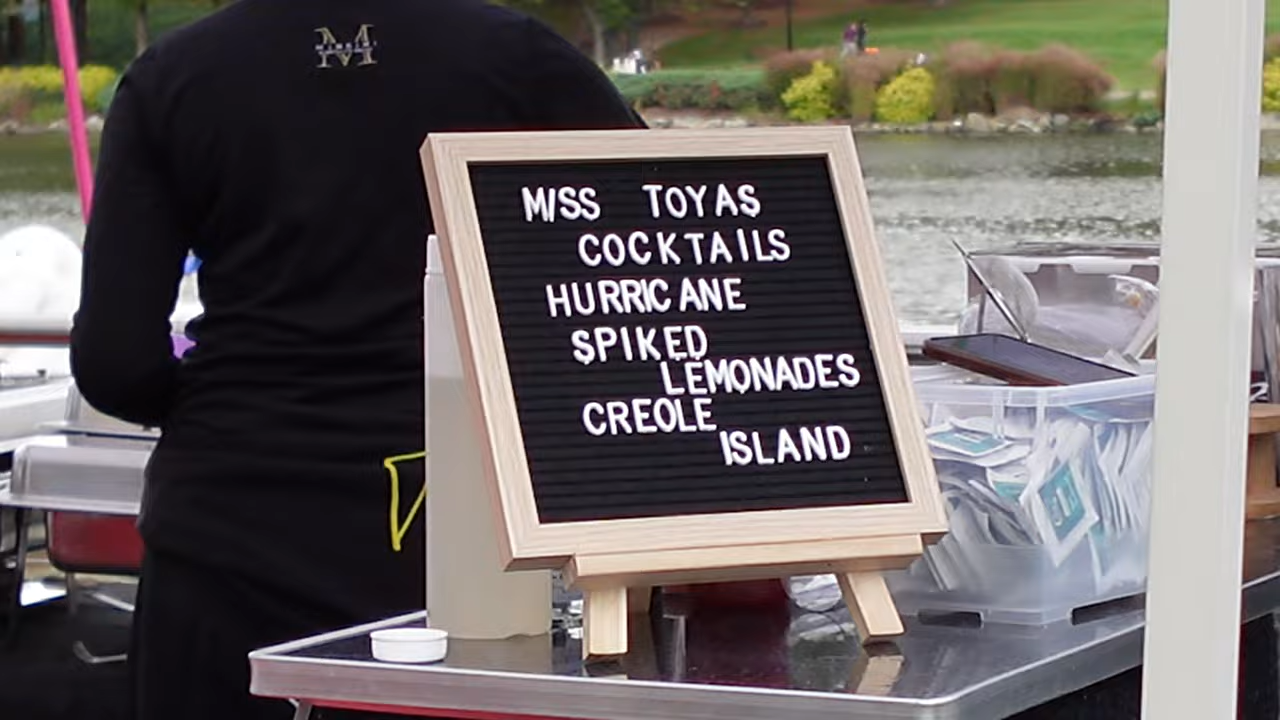 M
MISS TOYAS
COCKTAILS
HURRICANE
SPIKED
LEMONADES
CREOLE
ISLAND